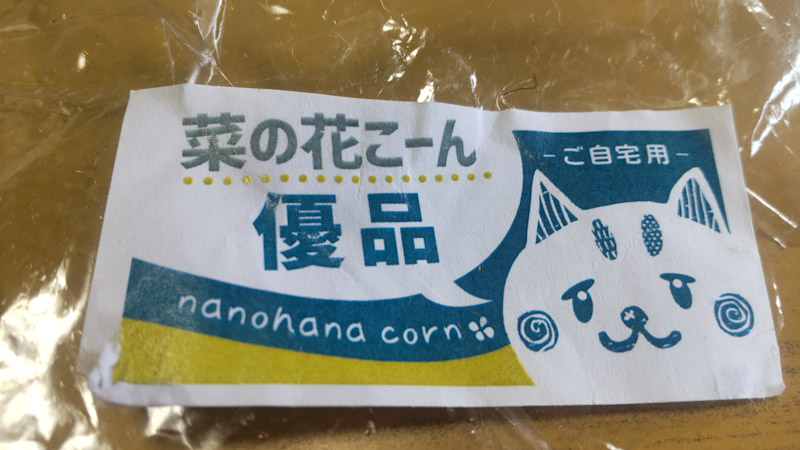 菜の花こーん
優品
－ご自宅用－
nanohana corn